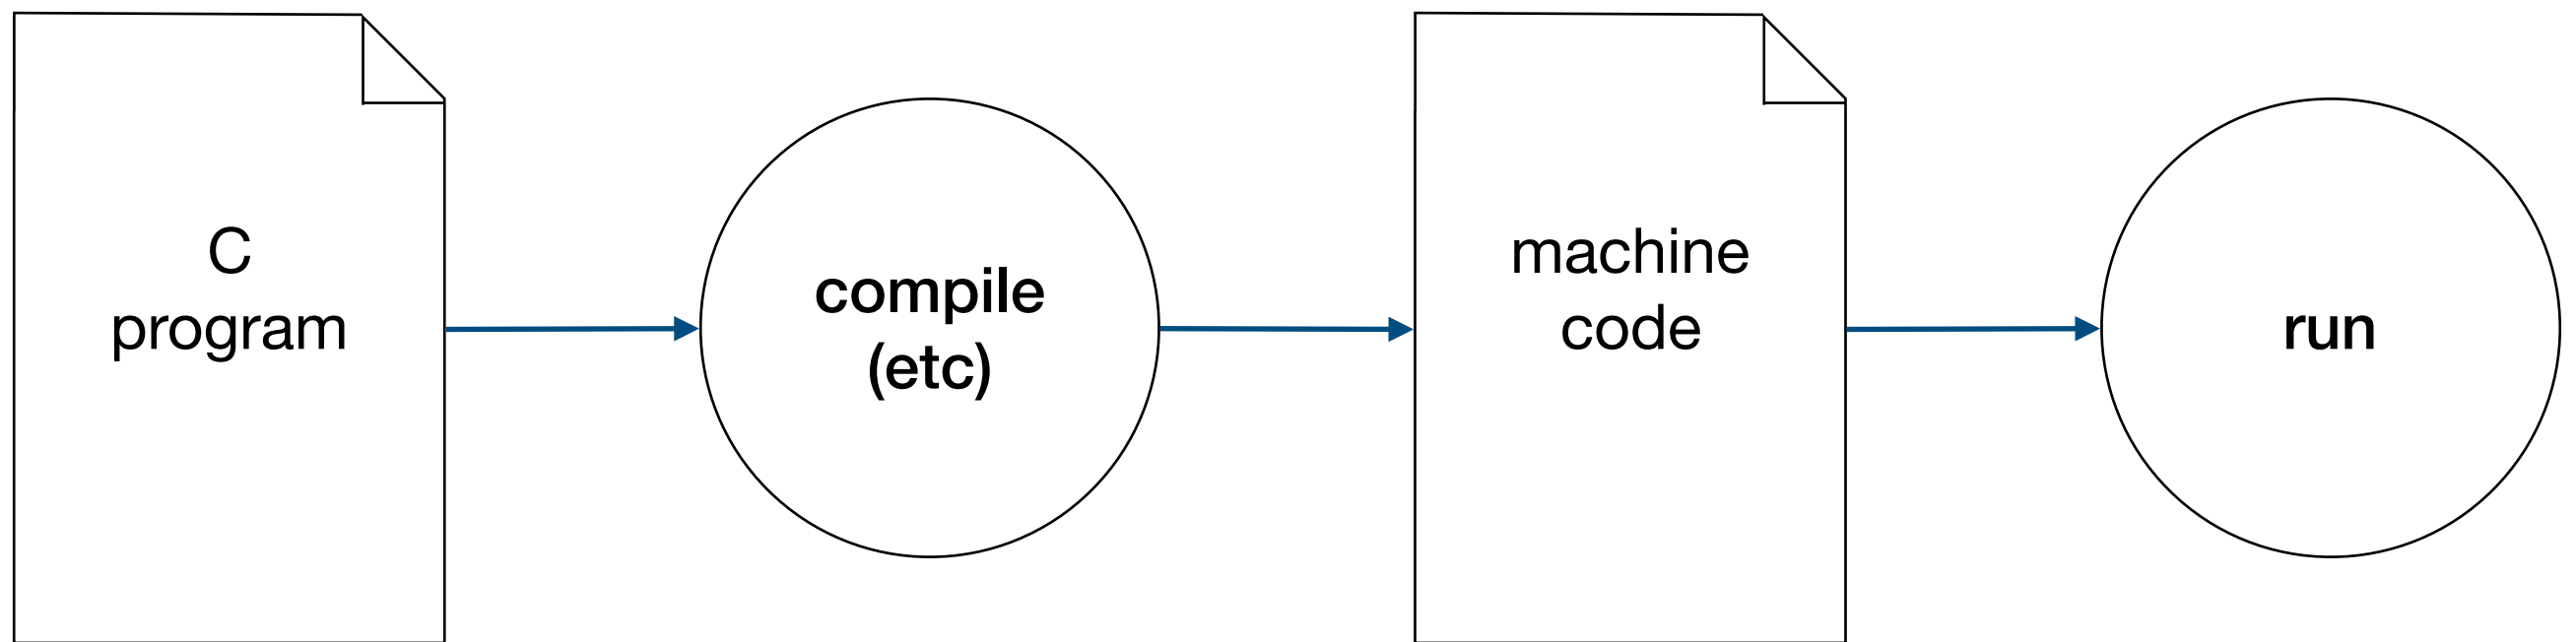 C
program
compile
(etc)
machine
code
run